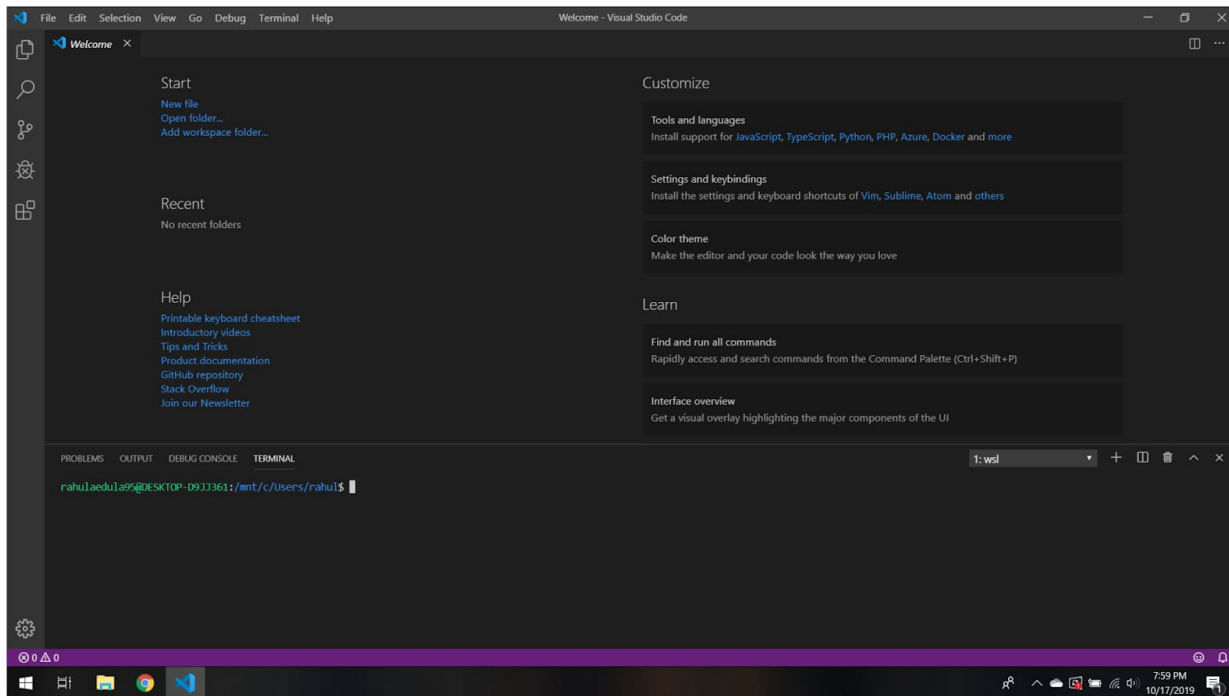 File Edit Selection View Go Debug Terminal Help
Welcome - Visual Studio Code
Welcome
Start
New file
Open folder...
Add workspace folder...
Recent
No recent folders
Help
Printable keyboard cheatsheet
Introductory videos
Tips and Tricks
Product documentation
GitHub repository
Stack Overflow
Join our Newsletter
Customize
Tools and languages
Install support for JavaScript, TypeScript, Python, PHP, Azure, Docker and more
Settings and keybindings
Install the settings and keyboard shortcuts of Vim, Sublime, Atom and others
Color theme
Make the editor and your code look the way you love
Learn
Find and run all commands
Rapidly access and search commands from the Command Palette (Ctrl+Shift+P)
Interface overview
Get a visual overlay highlighting the major components of the UI
PROBLEMS OUTPUT DEBUG CONSOLE TERMINAL
1: wsl
rahulaedula95@DESKTOP-D9JJ361:/mnt/c/Users/rahul$
0 0
7:59 PM
10/17/2019